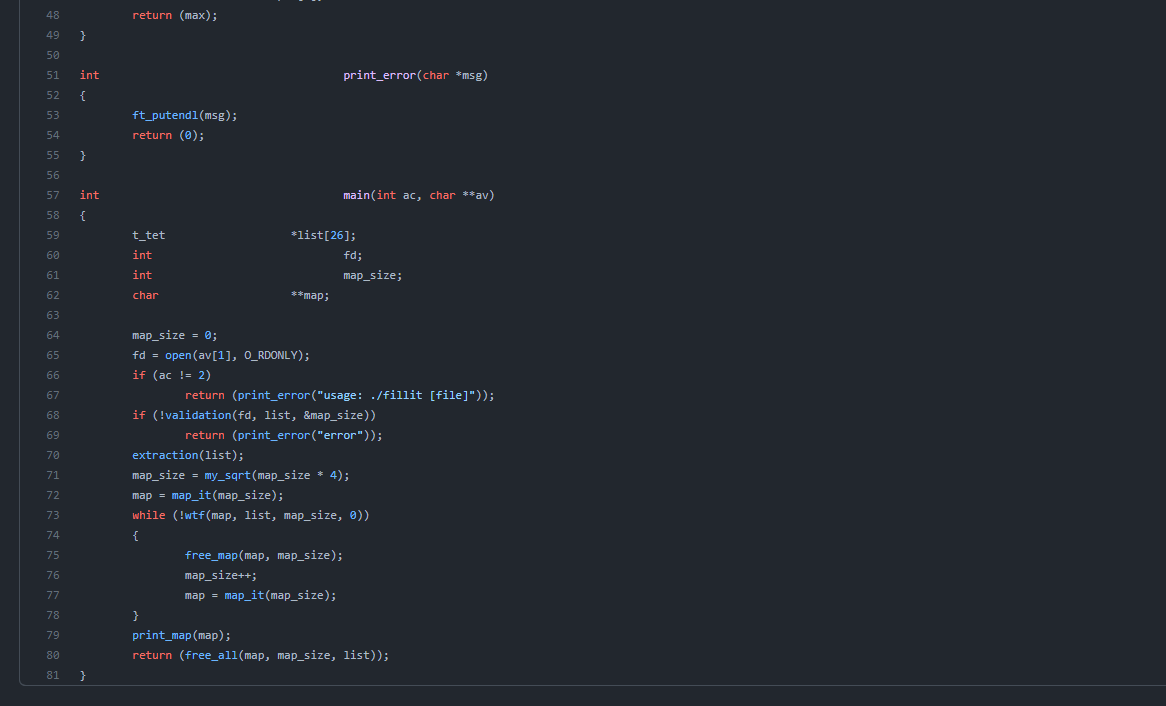 48 return (max);
49 }
50
51 int print_error(char *msg)
52 {
53 ft_putendl(msg);
54 return (0);
55 }
56
57 int main(int ac, char **av)
58 {
59 t_tet *list[26];
60 int fd;
61 int map_size;
62 char **map;
63
64 map_size = 0;
65 fd = open(av[1], O_RDONLY);
66 if (ac != 2)
67 return (print_error("usage: ./fillit [file]"));
68 if (!validation(fd, list, &map_size))
69 return (print_error("error"));
70 extraction(list);
71 map_size = my_sqrt(map_size * 4);
72 map = map_it(map_size);
73 while (!wtf(map, list, map_size, 0))
74 {
75 free_map(map, map_size);
76 map_size++;
77 map = map_it(map_size);
78 }
79 print_map(map);
80 return (free_all(map, map_size, list));
81 }